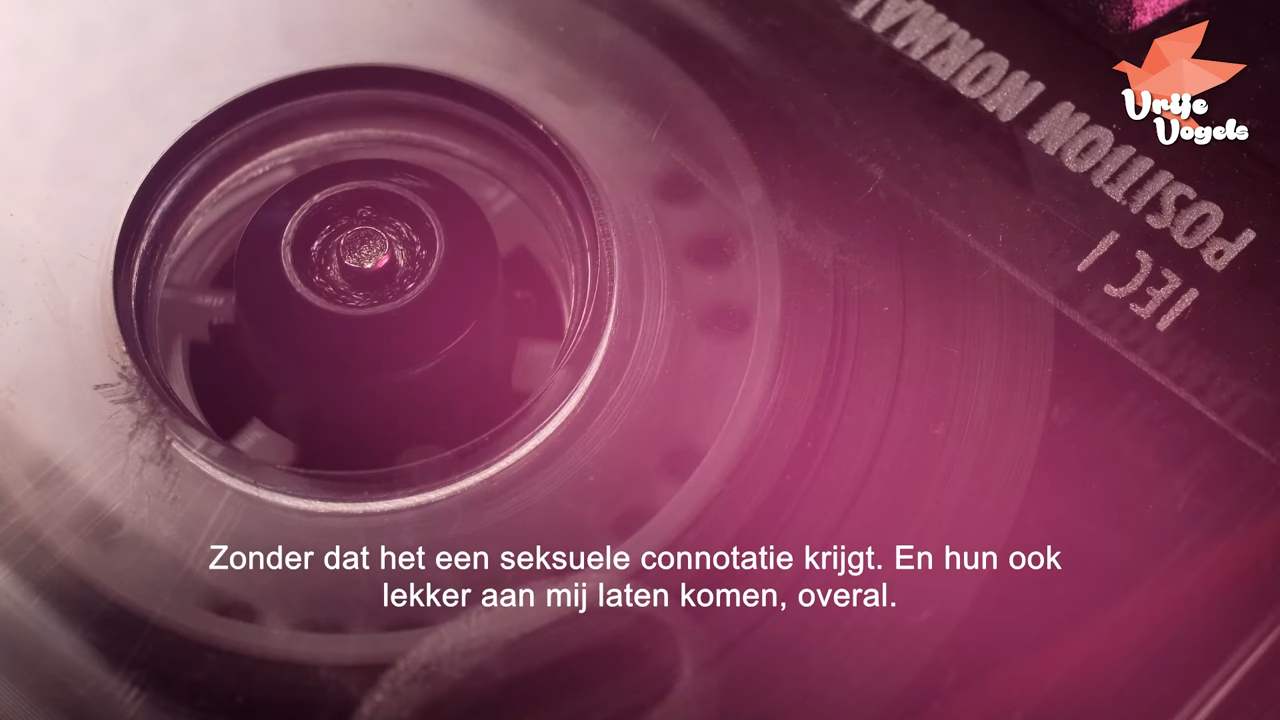 Vrije
Vogels
POSITION NORMAL
IEC I
Zonder dat het een seksuele connotatie krijgt. En hun ook
lekker aan mij laten komen, overal.